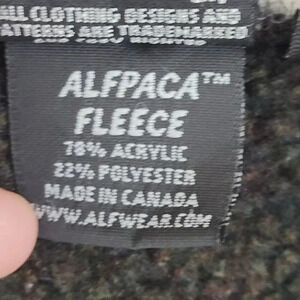 ALL CLOTHING DESIGNS AND
PATTERNS ARE TRADEMARKED
ALFPACA™
FLEECE
78% ACRYLIC
22% POLYESTER
MADE IN CANADA
WWW.ALFWEAR.COM